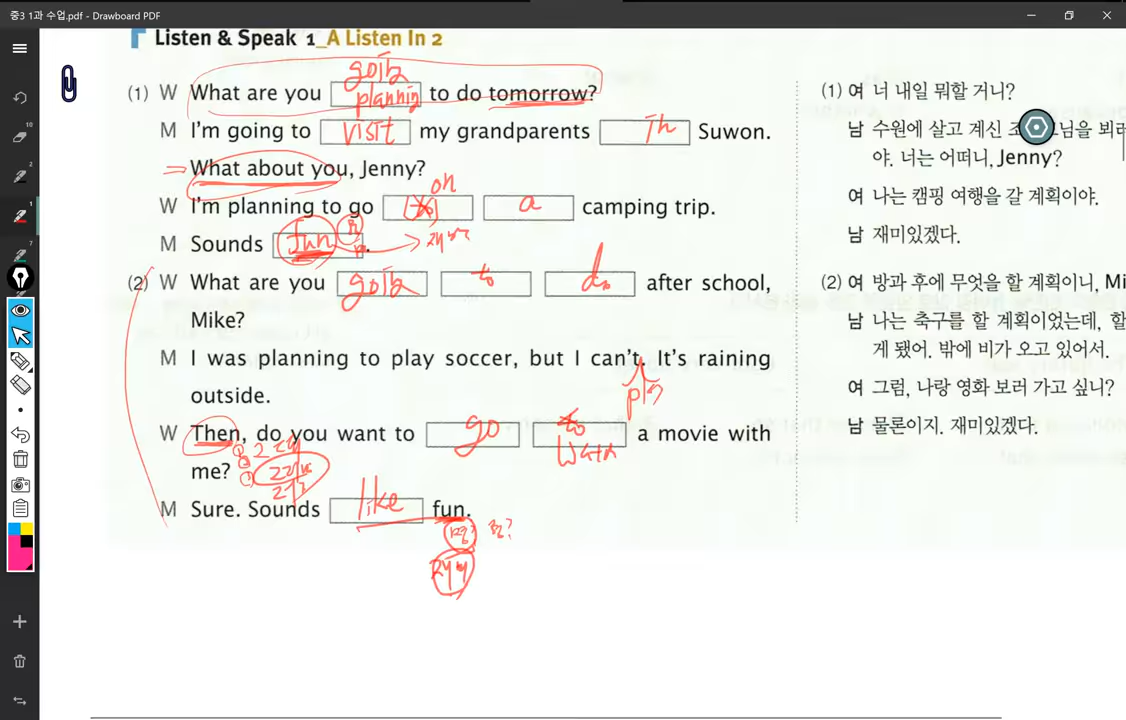 중3 1과 수업.pdf - Drawboard PDF
Listen & Speak 1_A Listen In 2
going
(1) W What are you planning to do tomorrow?
M I'm going to visit my grandparents in Suwon.
What about you, Jenny?
on
W I'm planning to go a camping trip.
M Sounds fun.
(2) W What are you going to do after school,
Mike?
M I was planning to play soccer, but I can't. It's raining
play
outside.
W Then, do you want to go to a movie with
watch
me?
M Sure. Sounds like fun.
(1) 여 너 내일 뭐할 거니?
남 수원에 살고 계신
야. 너는 어떠니, Jenny?
여 나는 캠핑 여행을 갈 계획이야.
남 재미있겠다.
(2) 여 방과 후에 무엇을 할 계획이니, Mi
남 나는 축구를 할 계획이었는데, 할
게 됐어. 밖에 비가 오고 있어서.
여 그럼, 나랑 영화 보러 가고 싶니?
남 물론이지. 재미있겠다.